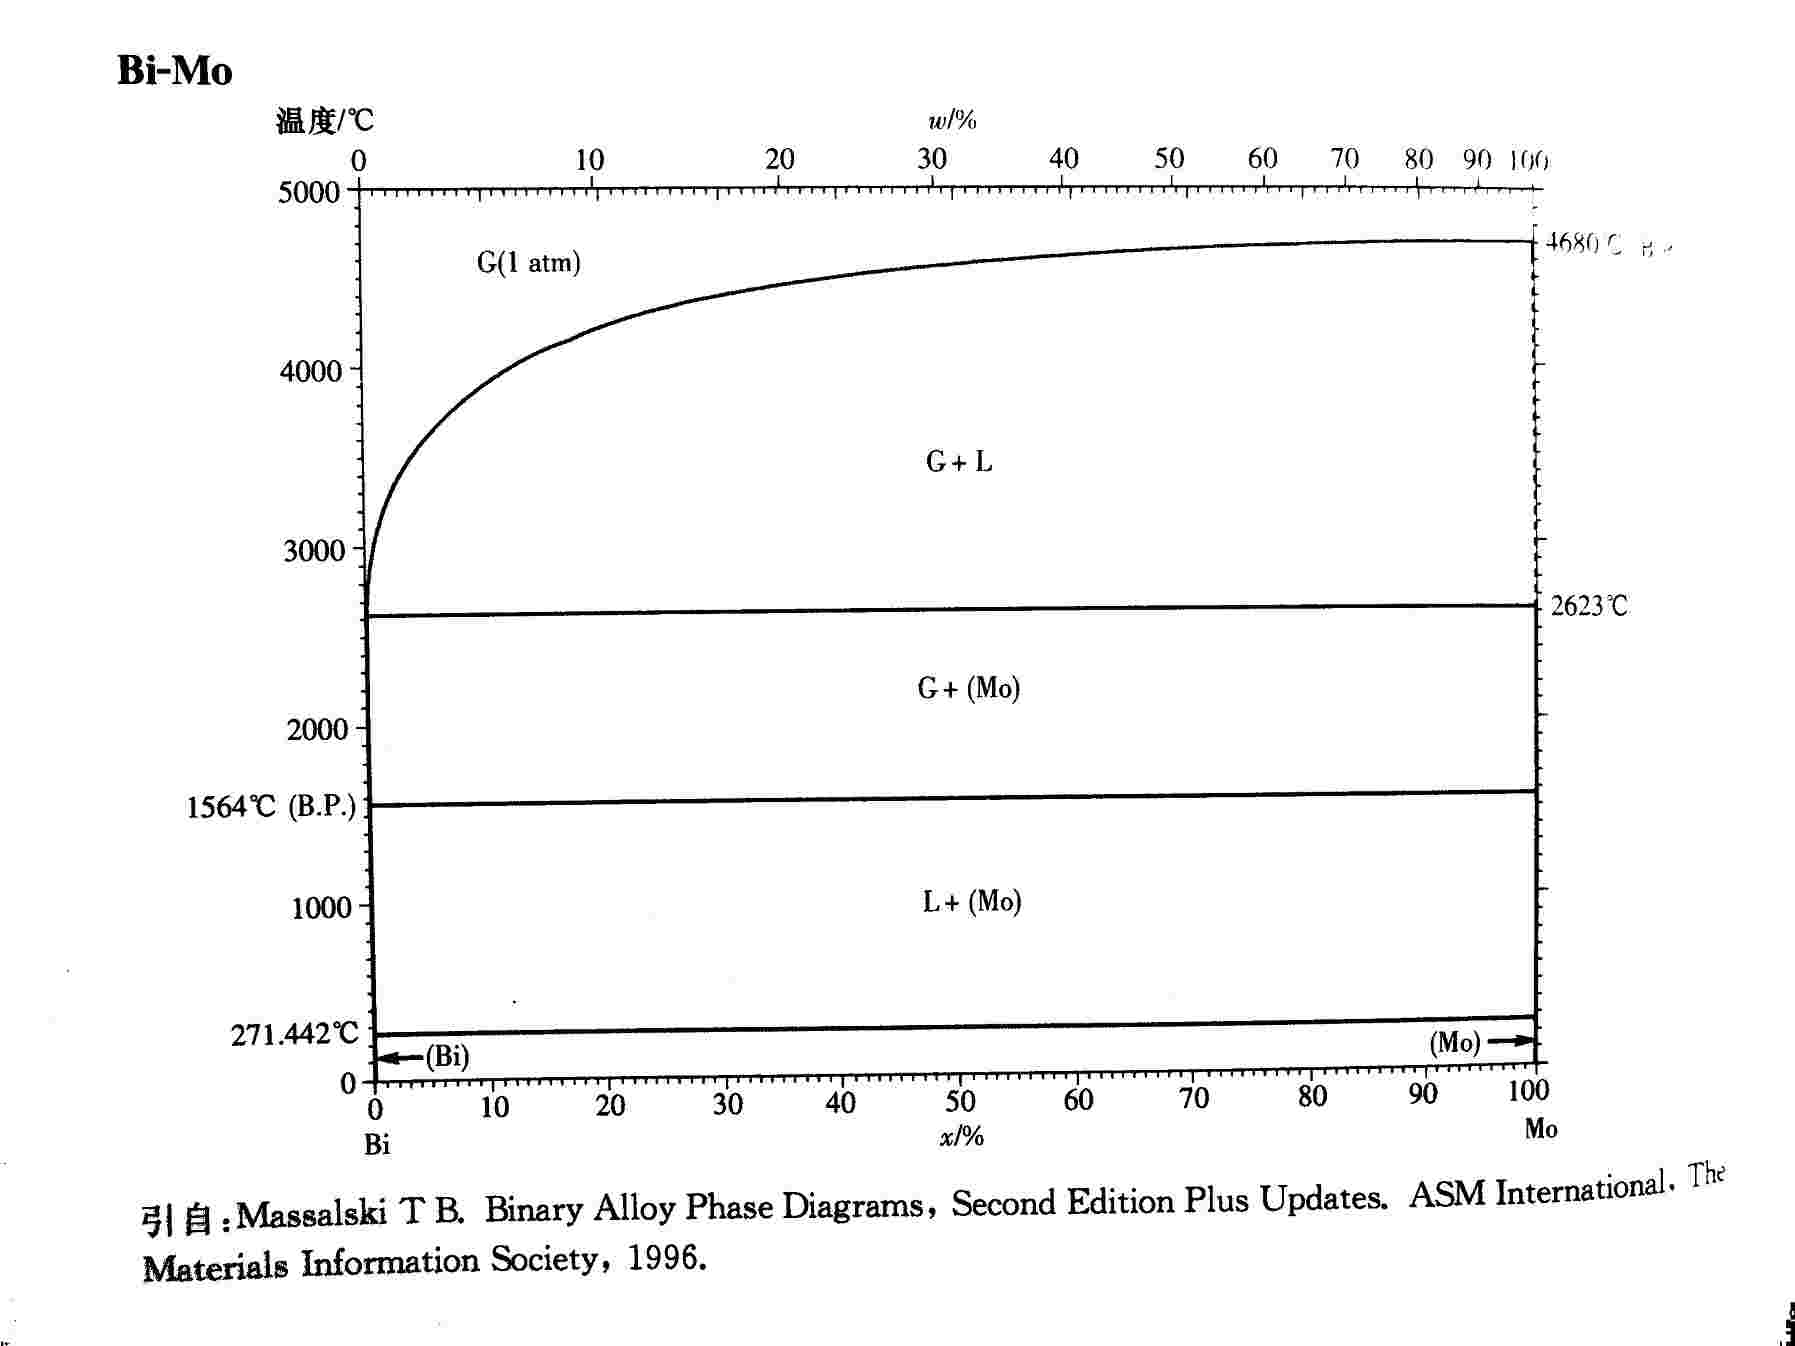 Bi-Mo
温度/℃
w/%
0 10 20 30 40 50 60 70 80 90 100
5000
4680℃
G(1 atm)
4000
G + L
3000
2623℃
G + (Mo)
2000
1564℃ (B.P.)
1000
L + (Mo)
271.442℃
(Mo)
(Bi)
0
0 10 20 30 40 50 60 70 80 90 100
Bi
x/%
Mo
引自:Massalski T B. Binary Alloy Phase Diagrams, Second Edition Plus Updates. ASM International. The
Materials Information Society, 1996.